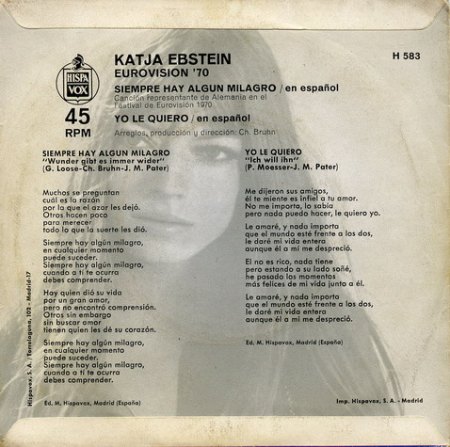 HISPA
VOX
45
RPM
KATJA EBSTEIN
EUROVISION '70
H 583
SIEMPRE HAY ALGUN MILAGRO / en español
Canción representante de Alemania en el
Festival de Eurovisión 1970
YO LE QUIERO / en español
Arreglos, producción y dirección: Ch. Bruhn
SIEMPRE HAY ALGUN MILAGRO
"Wunder gibt es immer wider"
(G. Loose-Ch. Bruhn-J. M. Pater)
Muchos se preguntan
cuál es la razón
por la que el azar les dejó.
Otros hacen poco
para merecer
todo lo que la suerte les dió.
Siempre hay algún milagro,
en cualquier momento
puede suceder.
Siempre hay algún milagro,
cuando a tí te ocurra
debes comprender.
Hay quien dió su vida
por un gran amor,
pero no encontró comprensión.
Otros sin embargo
sin buscar amor
tienen quien les dé su corazón.
Siempre hay algún milagro,
en cualquier momento
puede suceder.
Siempre hay algún milagro,
cuando a tí te ocurra
debes comprender.
Ed. M. Hispavox, Madrid (España)
YO LE QUIERO
"Ich will ihn"
(P. Moesser-J. M. Pater)
Me dijeron sus amigos,
él te miente es infiel a tu amor.
No me importa, lo sabía
pero nada puedo hacer, le quiero yo.
Le amaré, y nada importa
que el mundo esté frente a los dos,
le daré mi vida entera
aunque él a mí me despreció.
El no es rico, nada tiene
pero estando a su lado soñé,
he pasado los momentos
más felices de mi vida junto a él.
Le amaré, y nada importa
que el mundo esté frente a los dos,
le daré mi vida entera
aunque él a mí me despreció.
Ed. M. Hispavox, Madrid (España)
Imp. Hispavox, S. A. - Madrid
Hispavox, S. A. Torrelaguna, 102 - Madrid-17